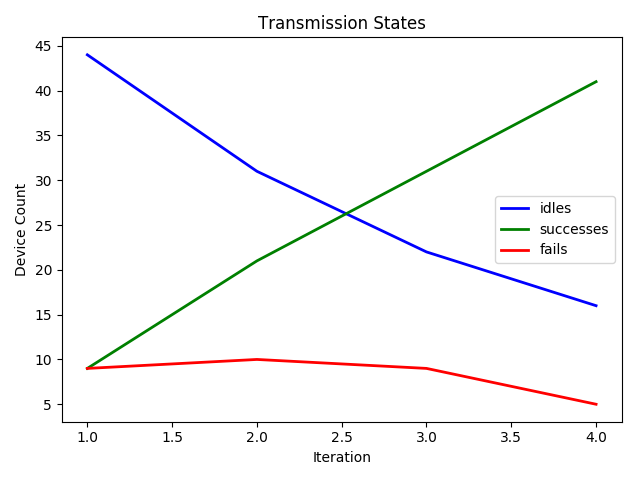 Transmission States
Device Count
45
40
35
30
25
20
15
10
5
idles
successes
fails
1.0 1.5 2.0 2.5 3.0 3.5 4.0
Iteration